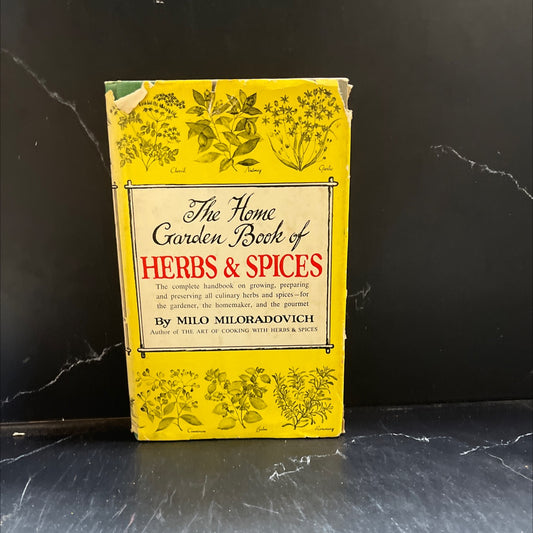 Chervil Nutmeg Garlic
The Home
Garden Book of
HERBS & SPICES
The complete handbook on growing, preparing
and preserving all culinary herbs and spices—for
the gardener, the homemaker, and the gourmet
By MILO MILORADOVICH
Author of THE ART OF COOKING WITH HERBS & SPICES
Cinnamon Rosemary